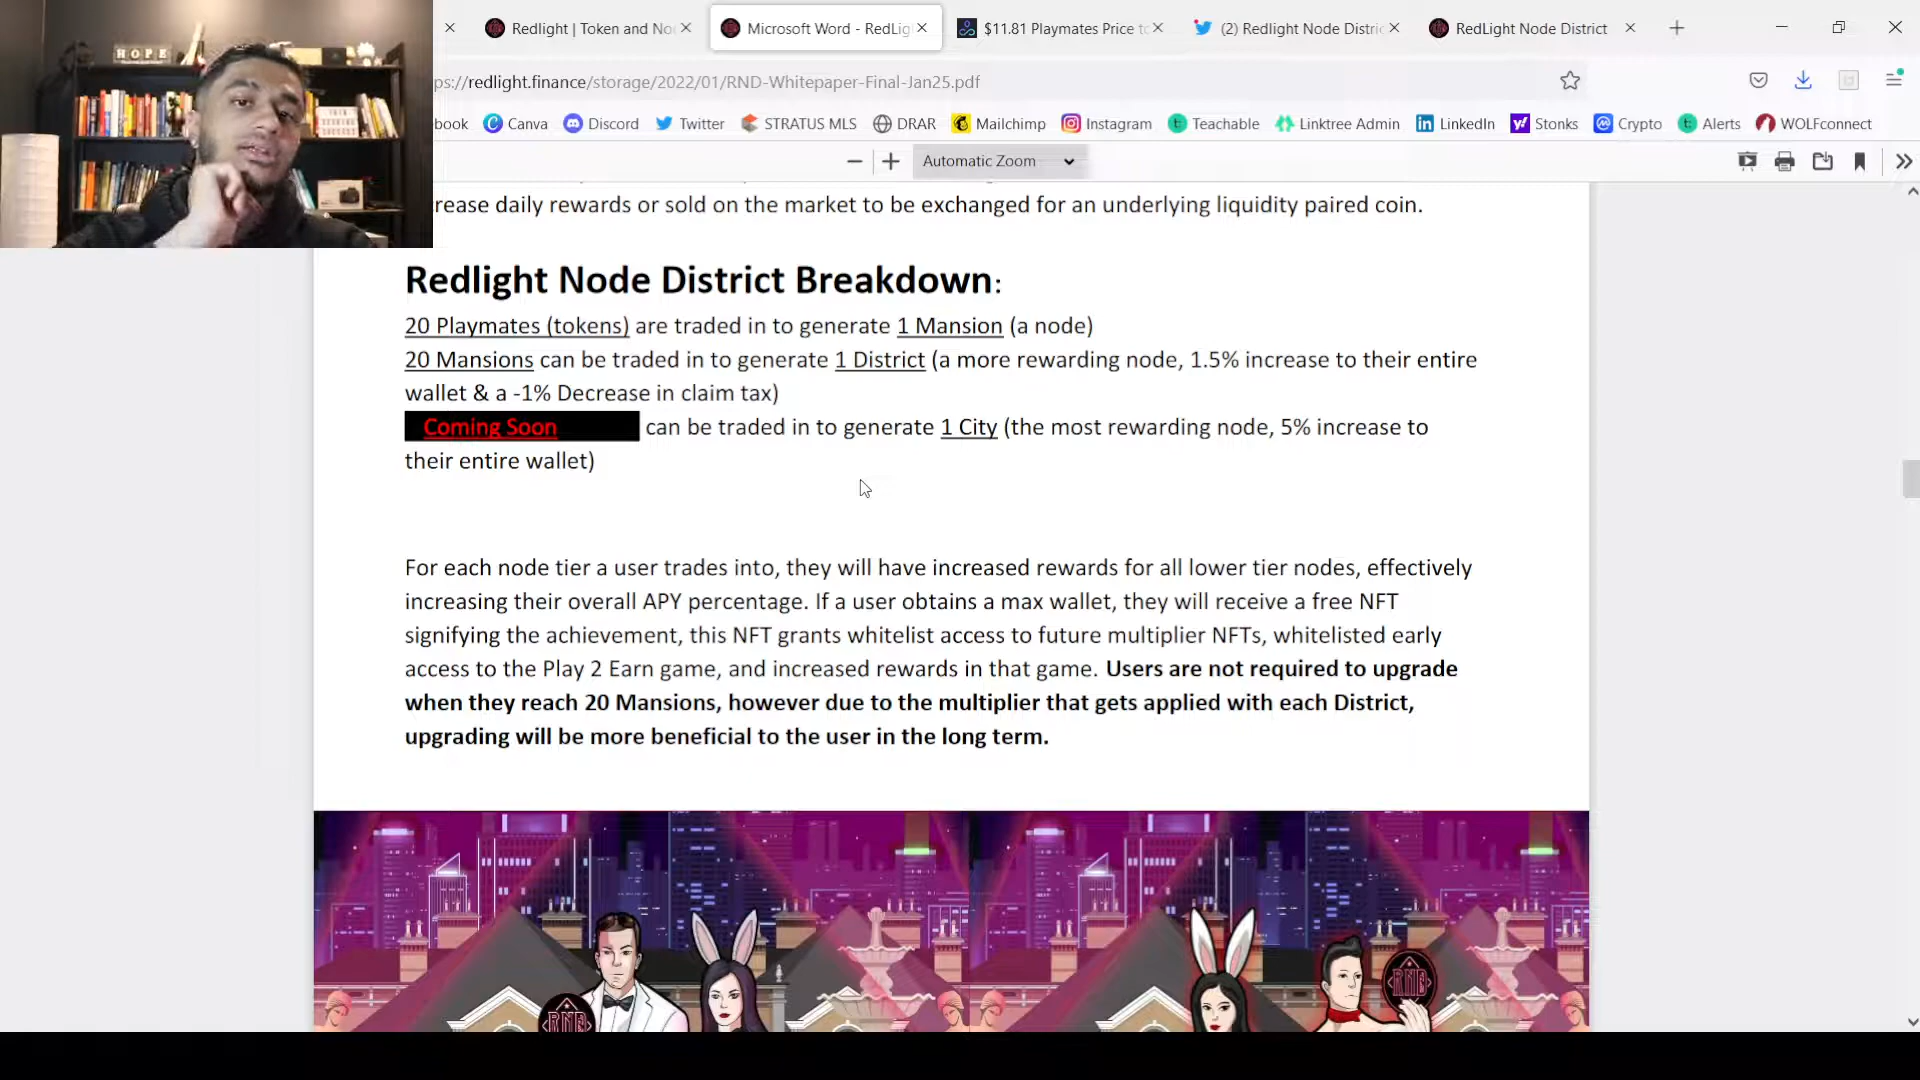 HOPE
Redlight | Token and No
Microsoft Word - RedLig
$11.81 Playmates Price to
(2) Redlight Node Distric
RedLight Node District
ps://redlight.finance/storage/2022/01/RND-Whitepaper-Final-Jan25.pdf
book
Canva
Discord
Twitter
STRATUS MLS
DRAR
Mailchimp
Instagram
Teachable
Linktree Admin
LinkedIn
Stonks
Crypto
Alerts
WOLFconnect
Automatic Zoom
rease daily rewards or sold on the market to be exchanged for an underlying liquidity paired coin.
Redlight Node District Breakdown:
20 Playmates (tokens) are traded in to generate 1 Mansion (a node)
20 Mansions can be traded in to generate 1 District (a more rewarding node, 1.5% increase to their entire
wallet & a -1% Decrease in claim tax)
Coming Soon can be traded in to generate 1 City (the most rewarding node, 5% increase to
their entire wallet)
For each node tier a user trades into, they will have increased rewards for all lower tier nodes, effectively
increasing their overall APY percentage. If a user obtains a max wallet, they will receive a free NFT
signifying the achievement, this NFT grants whitelist access to future multiplier NFTs, whitelisted early
access to the Play 2 Earn game, and increased rewards in that game. Users are not required to upgrade
when they reach 20 Mansions, however due to the multiplier that gets applied with each District,
upgrading will be more beneficial to the user in the long term.
RND
RND